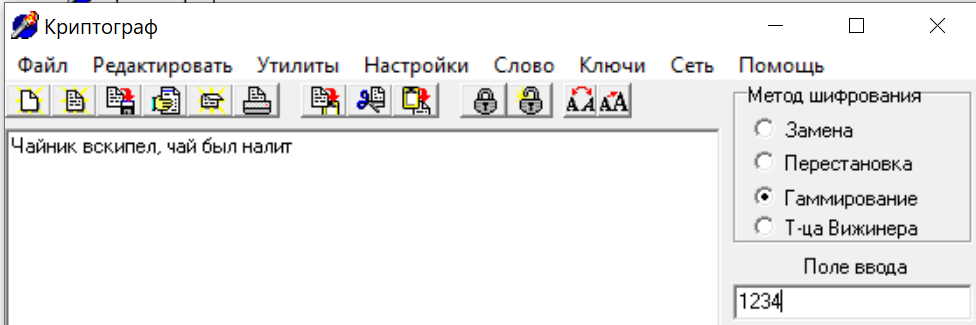 Криптограф
Файл Редактировать Утилиты Настройки Слово Ключи Сеть Помощь
Метод шифрования
Замена
Перестановка
Гаммирование
Т-ца Вижинера
Поле ввода
1234
Чайник вскипел, чай был налит